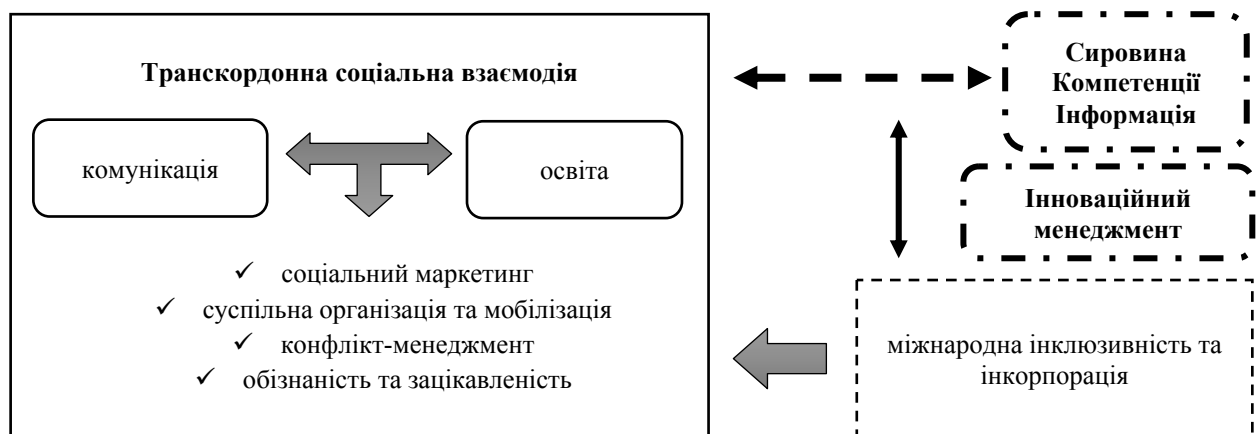 Транскордонна соціальна взаємодія
комунікація
освіта
✓ соціальний маркетинг
✓ суспільна організація та мобілізація
✓ конфлікт-менеджмент
✓ обізнаність та зацікавленість
Сировина
Компетенції
Інформація
Інноваційний
менеджмент
міжнародна інклюзивність та
інкорпорація